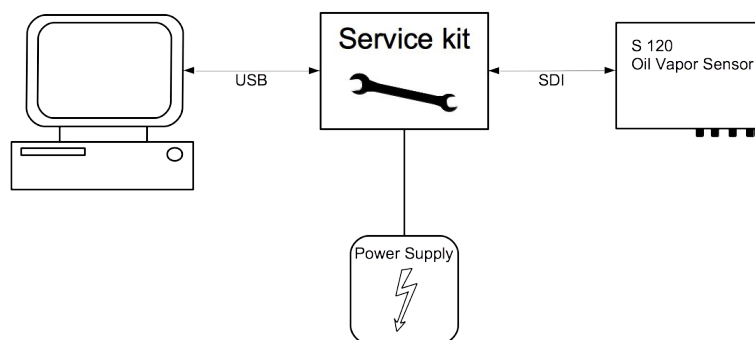 Service kit
S 120
Oil Vapor Sensor
USB
SDI
Power Supply